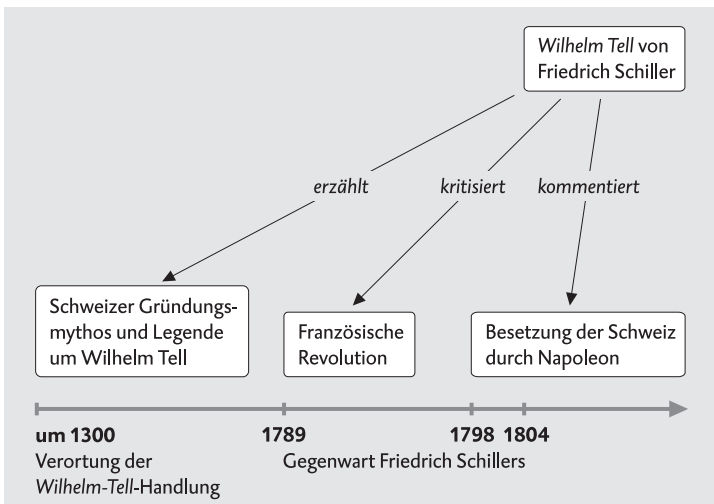 Wilhelm Tell von
Friedrich Schiller
erzählt
kritisiert
kommentiert
Schweizer Gründungs-
mythos und Legende
um Wilhelm Tell
Französische
Revolution
Besetzung der Schweiz
durch Napoleon
um 1300
1789
1798
1804
Verortung der
Wilhelm-Tell-Handlung
Gegenwart Friedrich Schillers